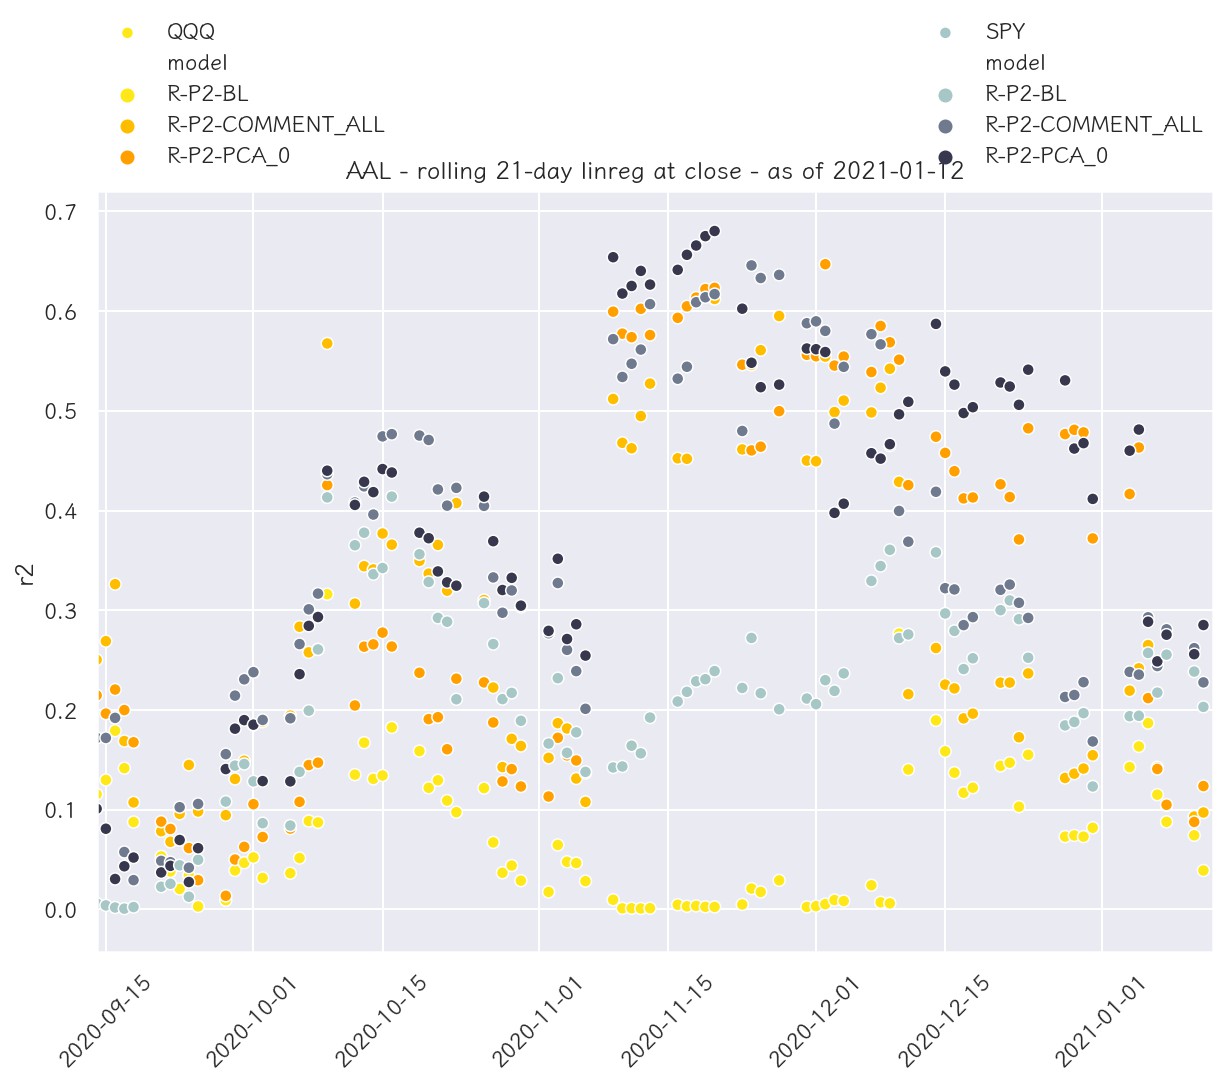 QQQ
model
R-P2-BL
R-P2-COMMENT_ALL
R-P2-PCA_0
SPY
model
R-P2-BL
R-P2-COMMENT_ALL
R-P2-PCA_0
AAL - rolling 21-day linreg at close - as of 2021-01-12
0.7
0.6
0.5
0.4
0.3
0.2
0.1
0.0
r2
2020-09-15
2020-10-01
2020-10-15
2020-11-01
2020-11-15
2020-12-01
2020-12-15
2021-01-01